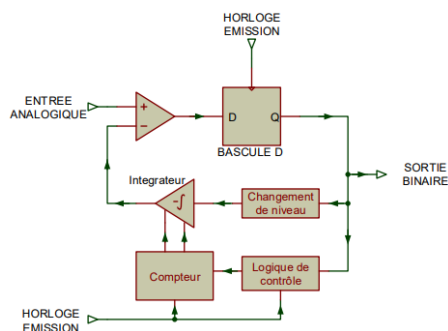 HORLOGE
EMISSION
ENTREE
ANALOGIQUE
+
−
D
Q
BASCULE D
SORTIE
BINAIRE
Integrateur
-∫
Changement
de niveau
Compteur
Logique de
contrôle
HORLOGE
EMISSION